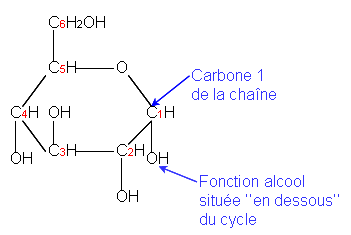 C6H2OH
C5H
O
Carbone 1
de la chaîne
C4H
OH
C1H
OH
C3H
C2H
OH
OH
Fonction alcool
située "en dessous"
du cycle